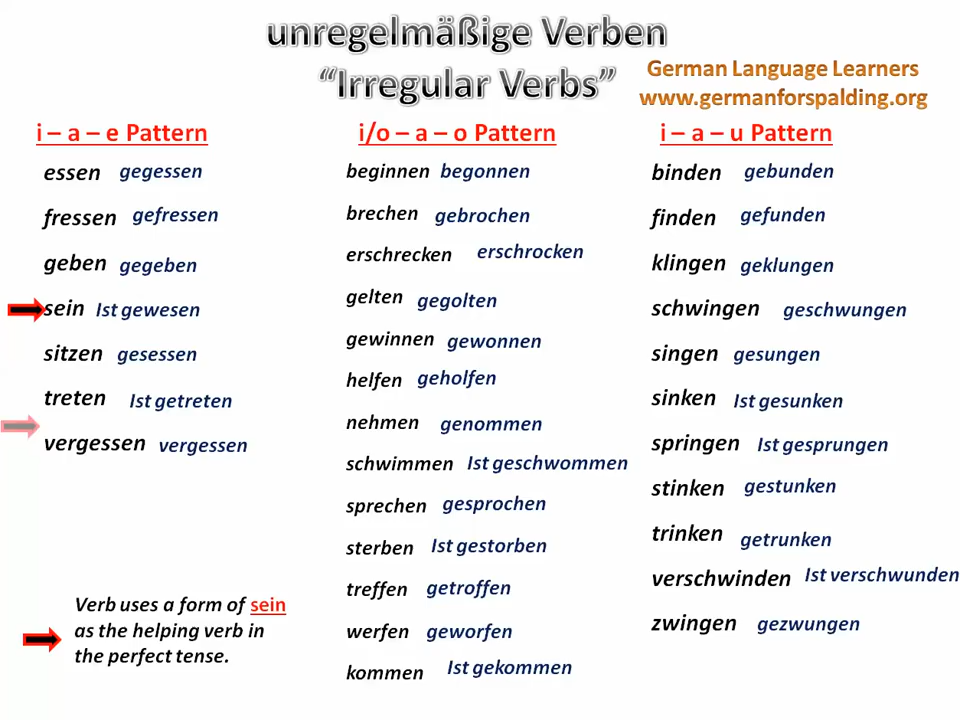 unregelmäßige Verben
“Irregular Verbs”
German Language Learners
www.germanforspalding.org
i – a – e Pattern
essen gegessen
fressen gefressen
geben gegeben
sein Ist gewesen
sitzen gesessen
treten Ist getreten
vergessen vergessen
Verb uses a form of sein
as the helping verb in
the perfect tense.
i/o – a – o Pattern
beginnen begonnen
brechen gebrochen
erschrecken erschrocken
gelten gegolten
gewinnen gewonnen
helfen geholfen
nehmen genommen
schwimmen Ist geschwommen
sprechen gesprochen
sterben Ist gestorben
treffen getroffen
werfen geworfen
kommen Ist gekommen
i – a – u Pattern
binden gebunden
finden gefunden
klingen geklungen
schwingen geschwungen
singen gesungen
sinken Ist gesunken
springen Ist gesprungen
stinken gestunken
trinken getrunken
verschwinden Ist verschwunden
zwingen gezwungen